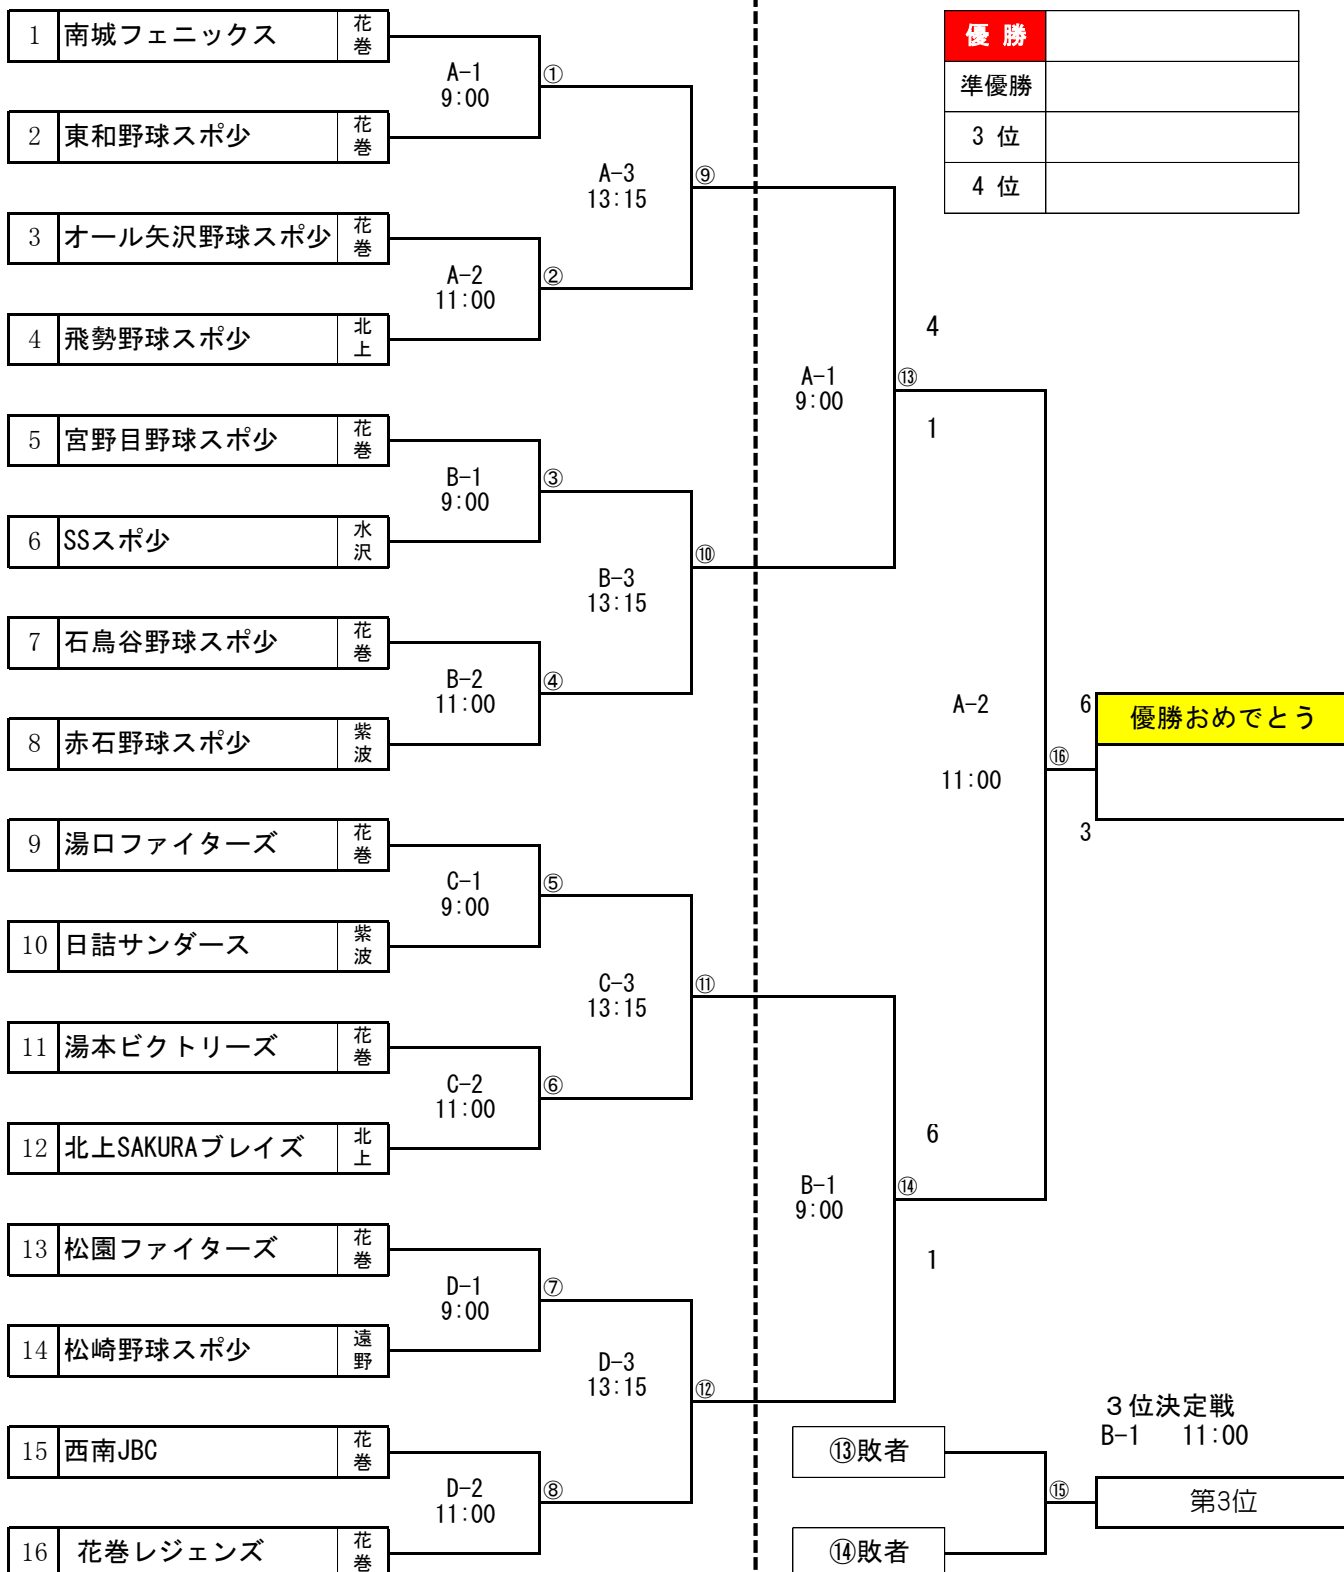 1 南城フェニックス 花巻
2 東和野球スポ少 花巻
3 オール矢沢野球スポ少 花巻
4 飛勢野球スポ少 北上
5 宮野目野球スポ少 花巻
6 SSスポ少 水沢
7 石鳥谷野球スポ少 花巻
8 赤石野球スポ少 紫波
9 湯口ファイターズ 花巻
10 日詰サンダース 紫波
11 湯本ビクトリーズ 花巻
12 北上SAKURAブレイズ 北上
13 松園ファイターズ 花巻
14 松崎野球スポ少 遠野
15 西南JBC 花巻
16 花巻レジェンズ 花巻
A-1
9:00
①
A-2
11:00
②
B-1
9:00
③
B-2
11:00
④
C-1
9:00
⑤
C-2
11:00
⑥
D-1
9:00
⑦
D-2
11:00
⑧
A-3
13:15
⑨
B-3
13:15
⑩
C-3
13:15
⑪
D-3
13:15
⑫
A-1
9:00
4
⑬
1
B-1
9:00
6
⑭
1
A-2
11:00
6
⑯
3
優勝おめでとう
優 勝
準優勝
3 位
4 位
3位決定戦
B-1 11:00
⑬敗者
⑭敗者
⑮
第3位